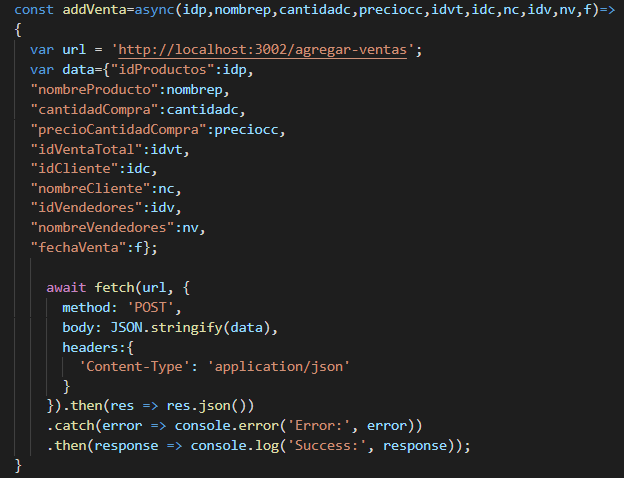 const addVenta=async(idp,nombrep,cantidadc,preciocc,idvt,idc,nc,idv,nv,f)=>
{
  var url = 'http://localhost:3002/agregar-ventas';
  var data={"idProductos":idp,
  "nombreProducto":nombrep,
  "cantidadCompra":cantidadc,
  "precioCantidadCompra":preciocc,
  "idVentaTotal":idvt,
  "idCliente":idc,
  "nombreCliente":nc,
  "idVendedores":idv,
  "nombreVendedores":nv,
  "fechaVenta":f};

    await fetch(url, {
      method: 'POST',
      body: JSON.stringify(data),
      headers:{
        'Content-Type': 'application/json'
      }
    }).then(res => res.json())
    .catch(error => console.error('Error:', error))
    .then(response => console.log('Success:', response));
}